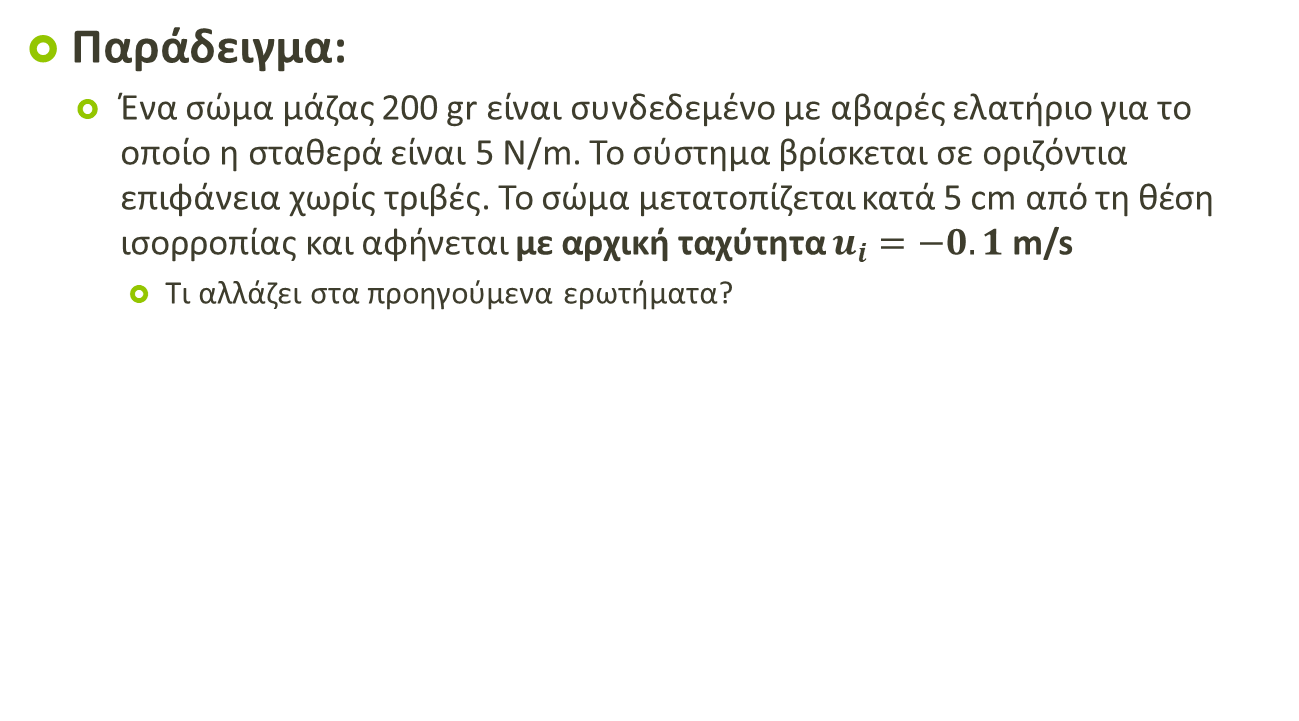 Παράδειγμα:
Ένα σώμα μάζας 200 gr είναι συνδεδεμένο με αβαρές ελατήριο για το
οποίο η σταθερά είναι 5 N/m. Το σύστημα βρίσκεται σε οριζόντια
επιφάνεια χωρίς τριβές. Το σώμα μετατοπίζεται κατά 5 cm από τη θέση
ισορροπίας και αφήνεται με αρχική ταχύτητα 𝒖𝒊 = −𝟎. 𝟏 m/s
Τι αλλάζει στα προηγούμενα ερωτήματα?